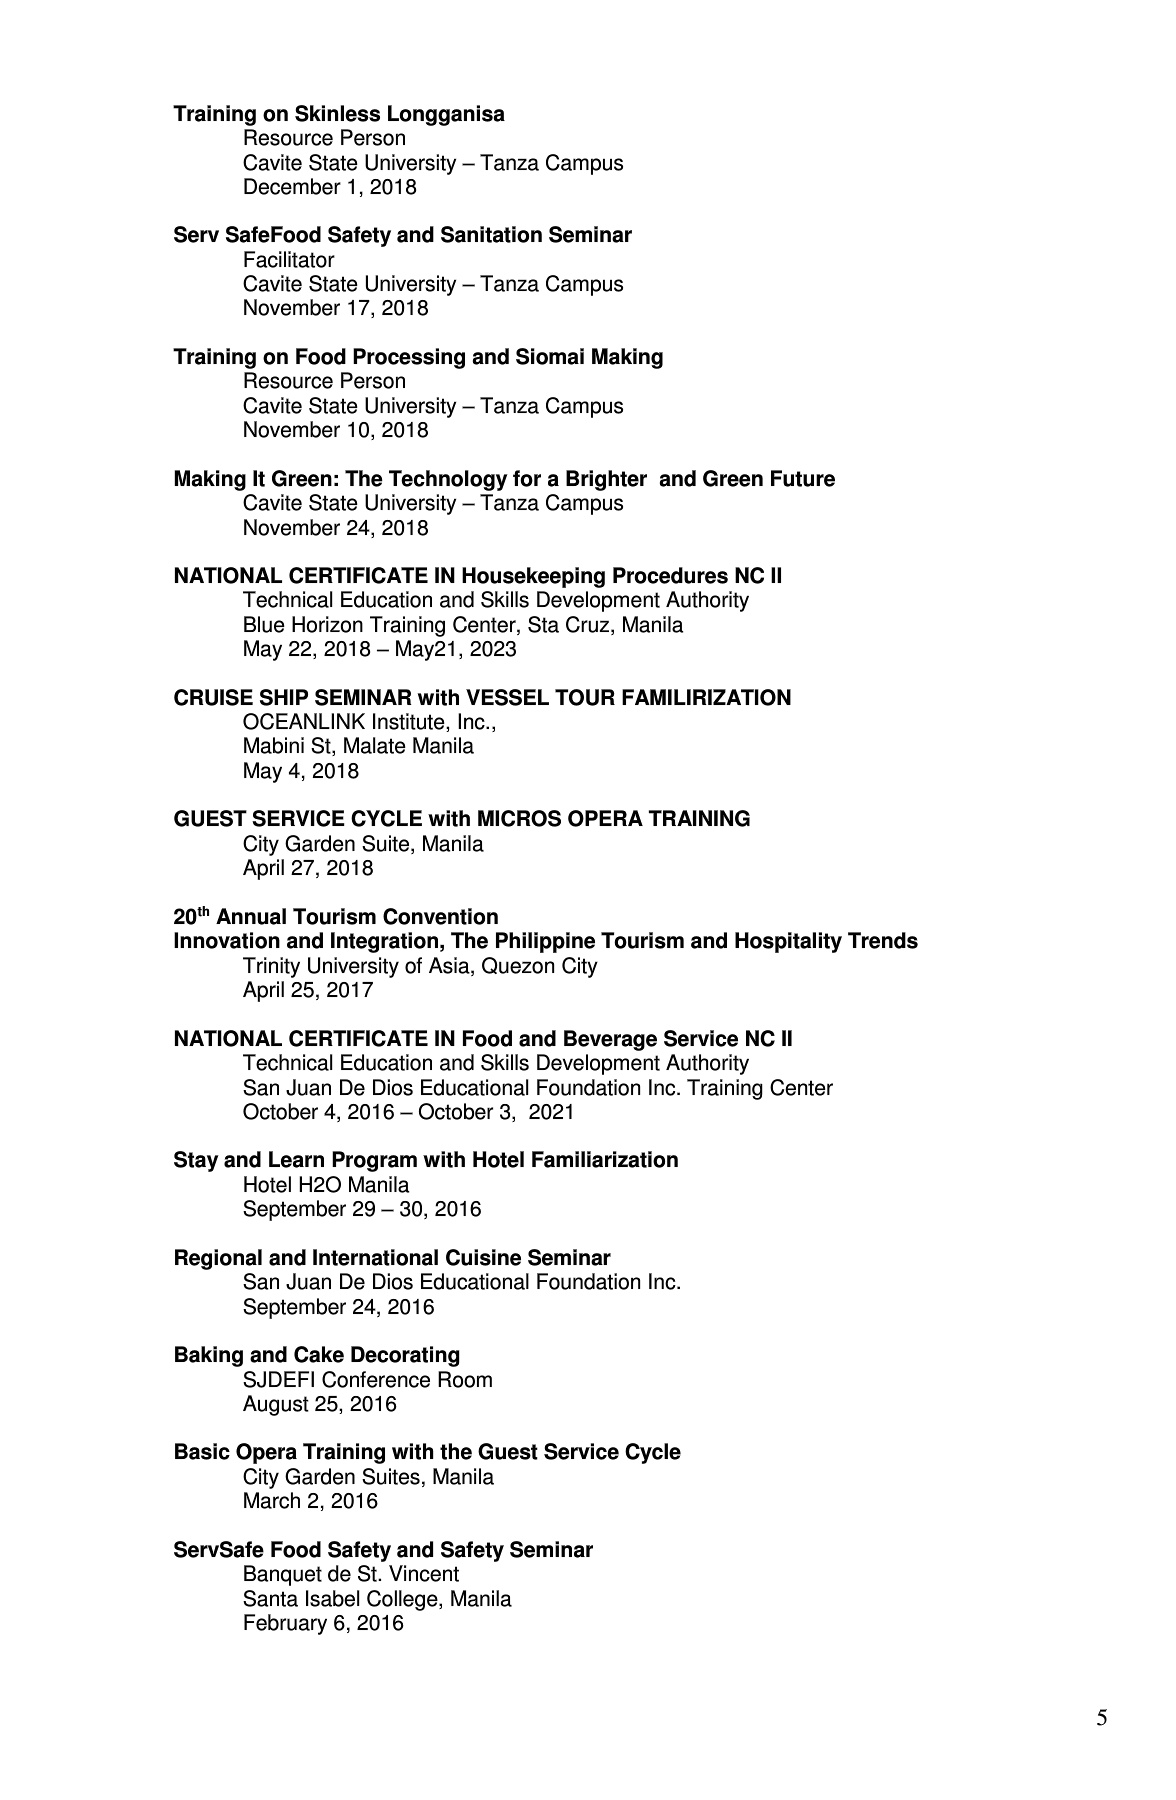 Training on Skinless Longganisa
Resource Person
Cavite State University – Tanza Campus
December 1, 2018
Serv SafeFood Safety and Sanitation Seminar
Facilitator
Cavite State University – Tanza Campus
November 17, 2018
Training on Food Processing and Siomai Making
Resource Person
Cavite State University – Tanza Campus
November 10, 2018
Making It Green: The Technology for a Brighter  and Green Future
Cavite State University – Tanza Campus
November 24, 2018
NATIONAL CERTIFICATE IN Housekeeping Procedures NC II
Technical Education and Skills Development Authority
Blue Horizon Training Center, Sta Cruz, Manila
May 22, 2018 – May21, 2023
CRUISE SHIP SEMINAR with VESSEL TOUR FAMILIRIZATION
OCEANLINK Institute, Inc.,
Mabini St, Malate Manila
May 4, 2018
GUEST SERVICE CYCLE with MICROS OPERA TRAINING
City Garden Suite, Manila
April 27, 2018
20th Annual Tourism Convention
Innovation and Integration, The Philippine Tourism and Hospitality Trends
Trinity University of Asia, Quezon City
April 25, 2017
NATIONAL CERTIFICATE IN Food and Beverage Service NC II
Technical Education and Skills Development Authority
San Juan De Dios Educational Foundation Inc. Training Center
October 4, 2016 – October 3,  2021
Stay and Learn Program with Hotel Familiarization
Hotel H2O Manila
September 29 – 30, 2016
Regional and International Cuisine Seminar
San Juan De Dios Educational Foundation Inc.
September 24, 2016
Baking and Cake Decorating
SJDEFI Conference Room
August 25, 2016
Basic Opera Training with the Guest Service Cycle
City Garden Suites, Manila
March 2, 2016
ServSafe Food Safety and Safety Seminar
Banquet de St. Vincent
Santa Isabel College, Manila
February 6, 2016
5